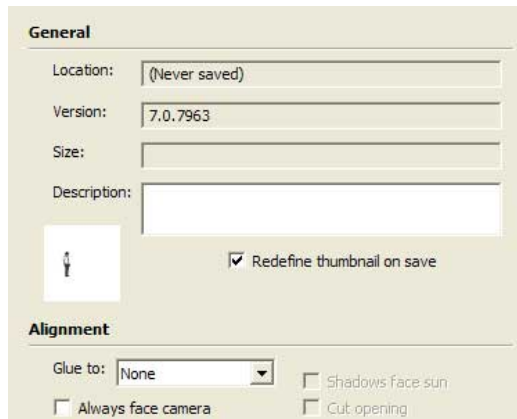 General
Location: (Never saved)
Version: 7.0.7963
Size:
Description:
Redefine thumbnail on save
Alignment
Glue to: None
Shadows face sun
Always face camera
Cut opening